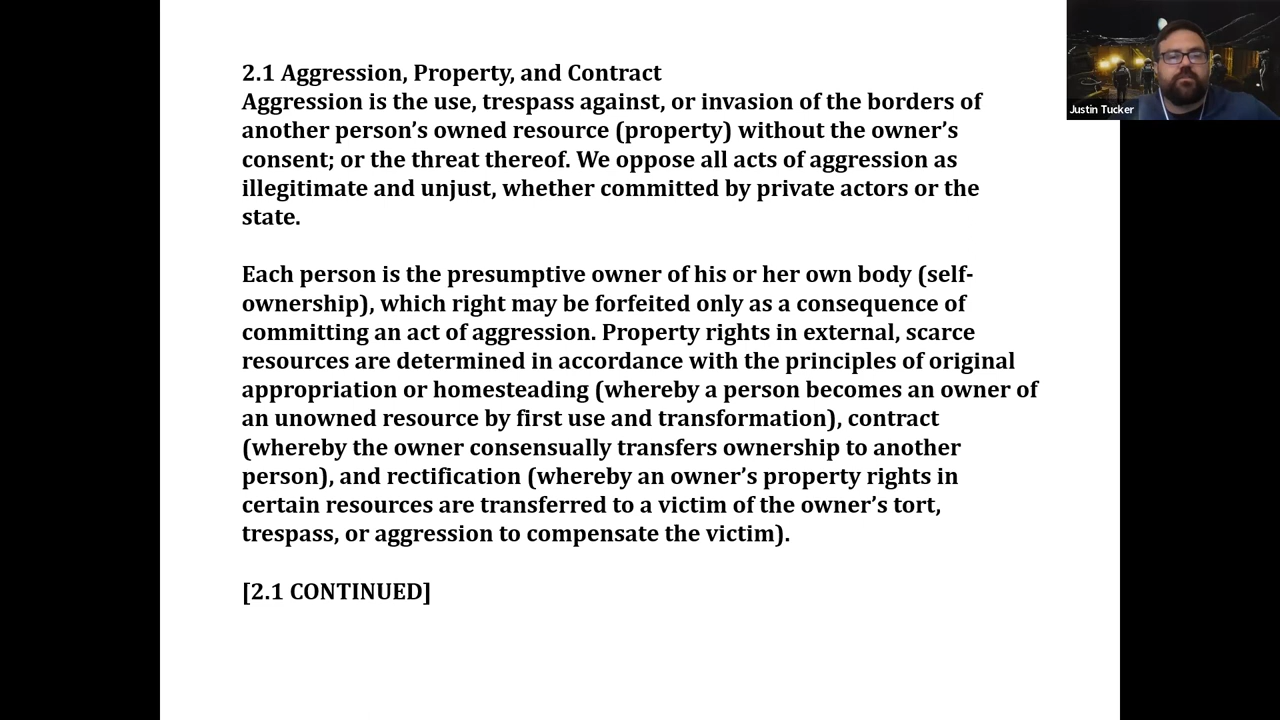 2.1 Aggression, Property, and Contract
Aggression is the use, trespass against, or invasion of the borders of
another person’s owned resource (property) without the owner’s
consent; or the threat thereof. We oppose all acts of aggression as
illegitimate and unjust, whether committed by private actors or the
state.
Each person is the presumptive owner of his or her own body (self-
ownership), which right may be forfeited only as a consequence of
committing an act of aggression. Property rights in external, scarce
resources are determined in accordance with the principles of original
appropriation or homesteading (whereby a person becomes an owner of
an unowned resource by first use and transformation), contract
(whereby the owner consensually transfers ownership to another
person), and rectification (whereby an owner’s property rights in
certain resources are transferred to a victim of the owner’s tort,
trespass, or aggression to compensate the victim).
[2.1 CONTINUED]
Justin Tucker